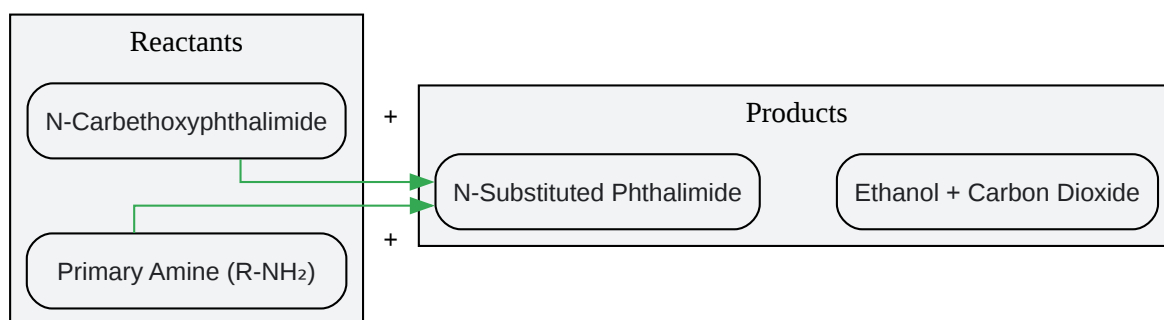 Reactants
N-Carbethoxyphthalimide
+
Products
N-Substituted Phthalimide
Ethanol + Carbon Dioxide
+
Primary Amine (R-NH₂)